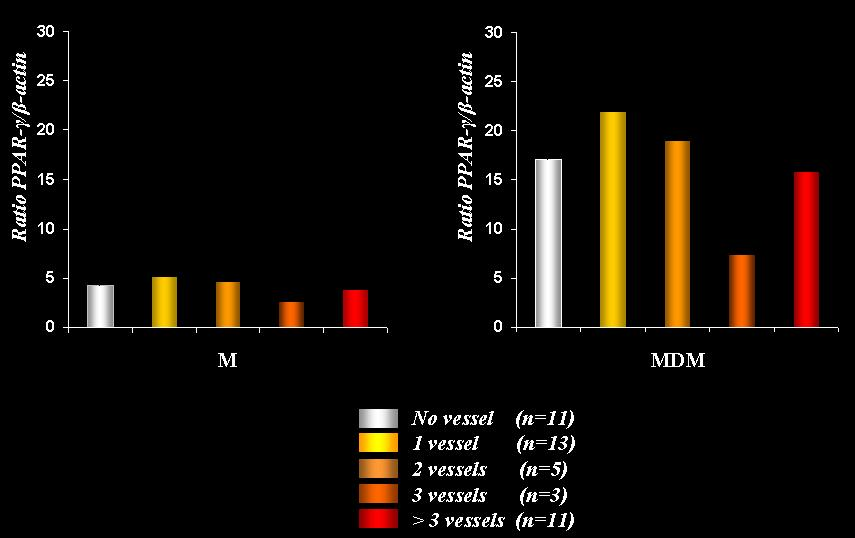 30
25
20
15
10
5
0
Ratio PPAR-γ/β-actin
M
30
25
20
15
10
5
0
Ratio PPAR-γ/β-actin
MDM
No vessel (n=11)
1 vessel (n=13)
2 vessels (n=5)
3 vessels (n=3)
> 3 vessels (n=11)